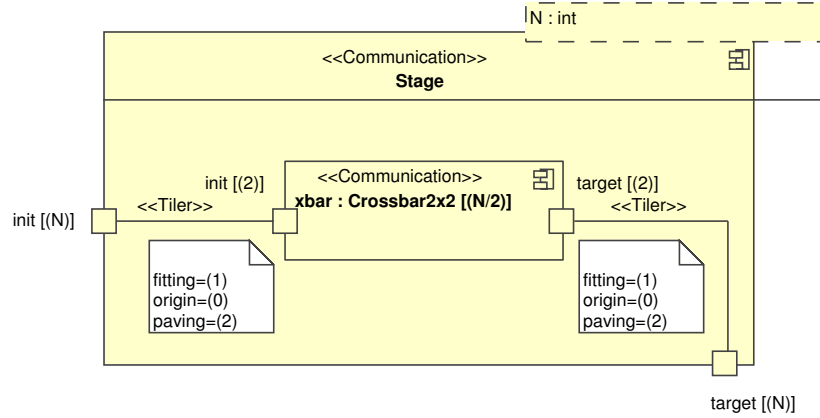 N : int
<<Communication>>
Stage
init [(2)]
<<Communication>>
target [(2)]
<<Tiler>>
xbar : Crossbar2x2 [(N/2)]
<<Tiler>>
init [(N)]
fitting=(1)
origin=(0)
paving=(2)
fitting=(1)
origin=(0)
paving=(2)
target [(N)]